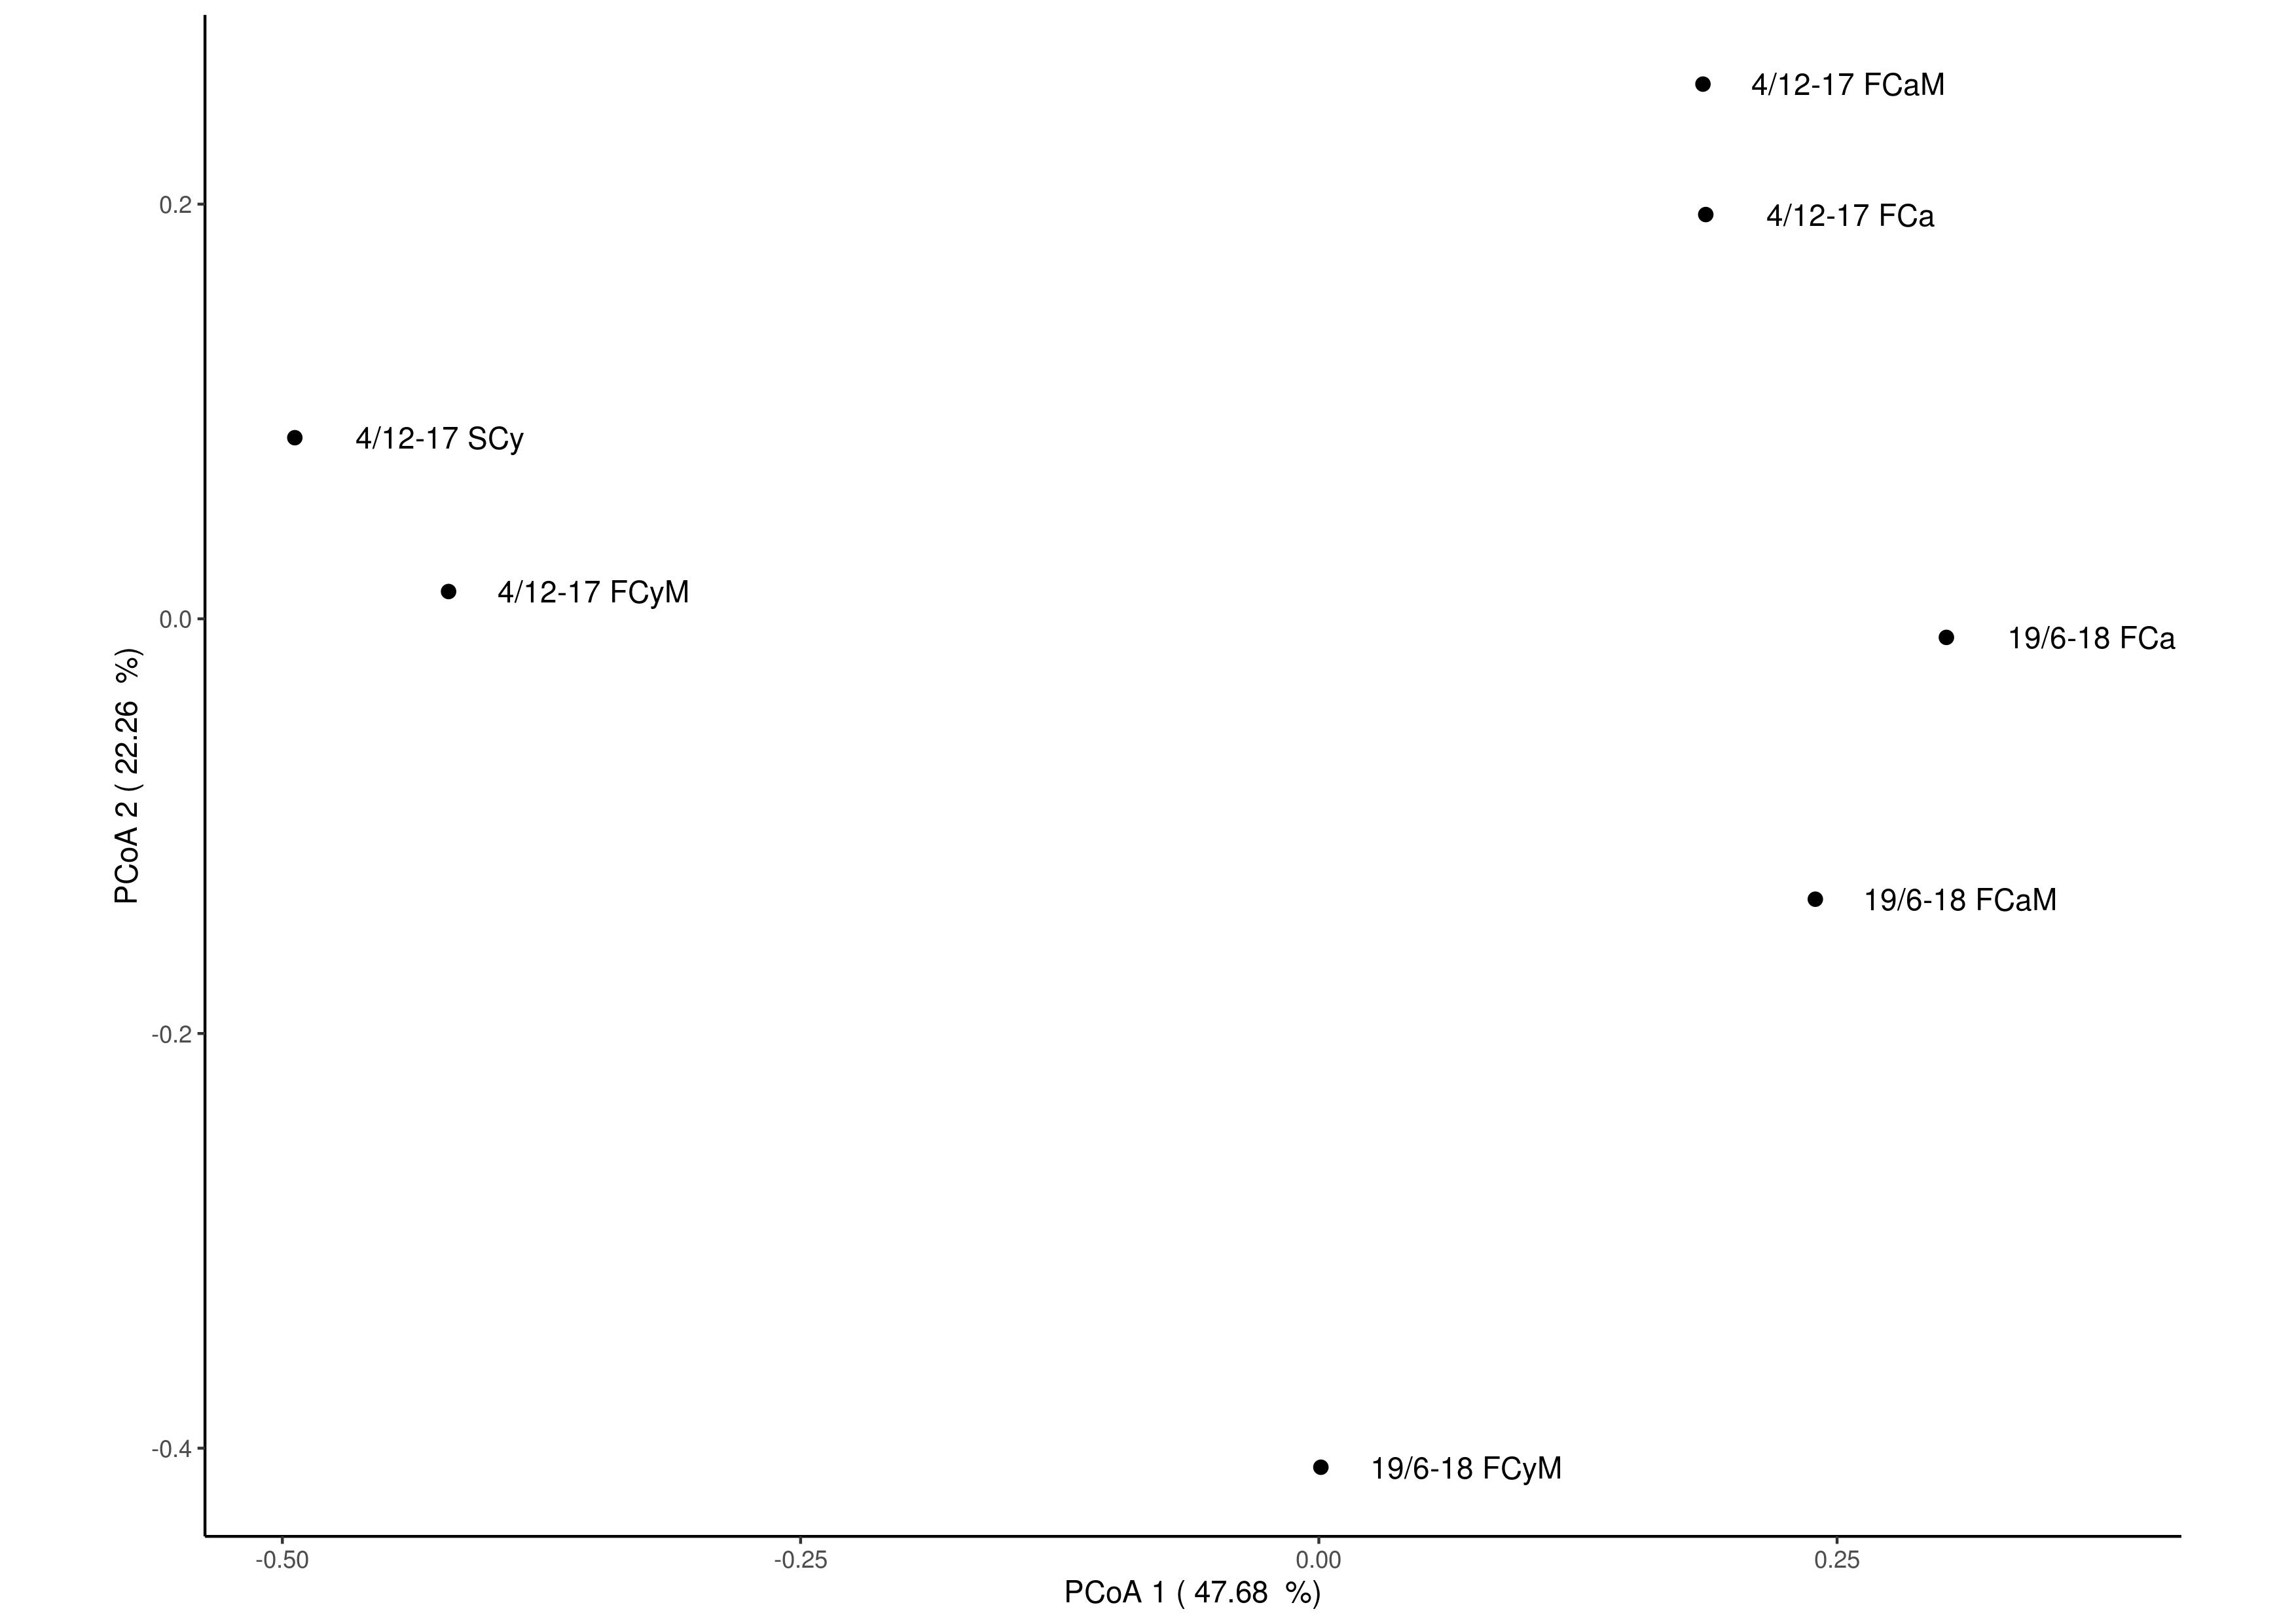 4/12-17 FCaM
0.2
4/12-17 FCa
4/12-17 SCy
4/12-17 FCyM
0.0
19/6-18 FCa
PCoA 2 ( 22.26  %)
19/6-18 FCaM
-0.2
-0.4
19/6-18 FCyM
-0.50
-0.25
0.00
0.25
PCoA 1 ( 47.68  %)